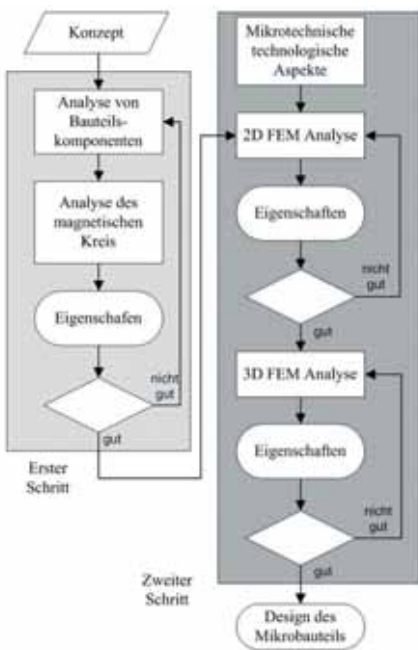 Konzept
Analyse von
Bauteils-
komponenten
Analyse des
magnetischen
Kreis
Eigenschafen
nicht
gut
gut
Erster
Schritt
Mikrotechnische
technologische
Aspekte
2D FEM Analyse
Eigenschaften
nicht
gut
gut
3D FEM Analyse
Eigenschaften
nicht
gut
gut
Zweiter
Schritt
Design des
Mikrobauteils